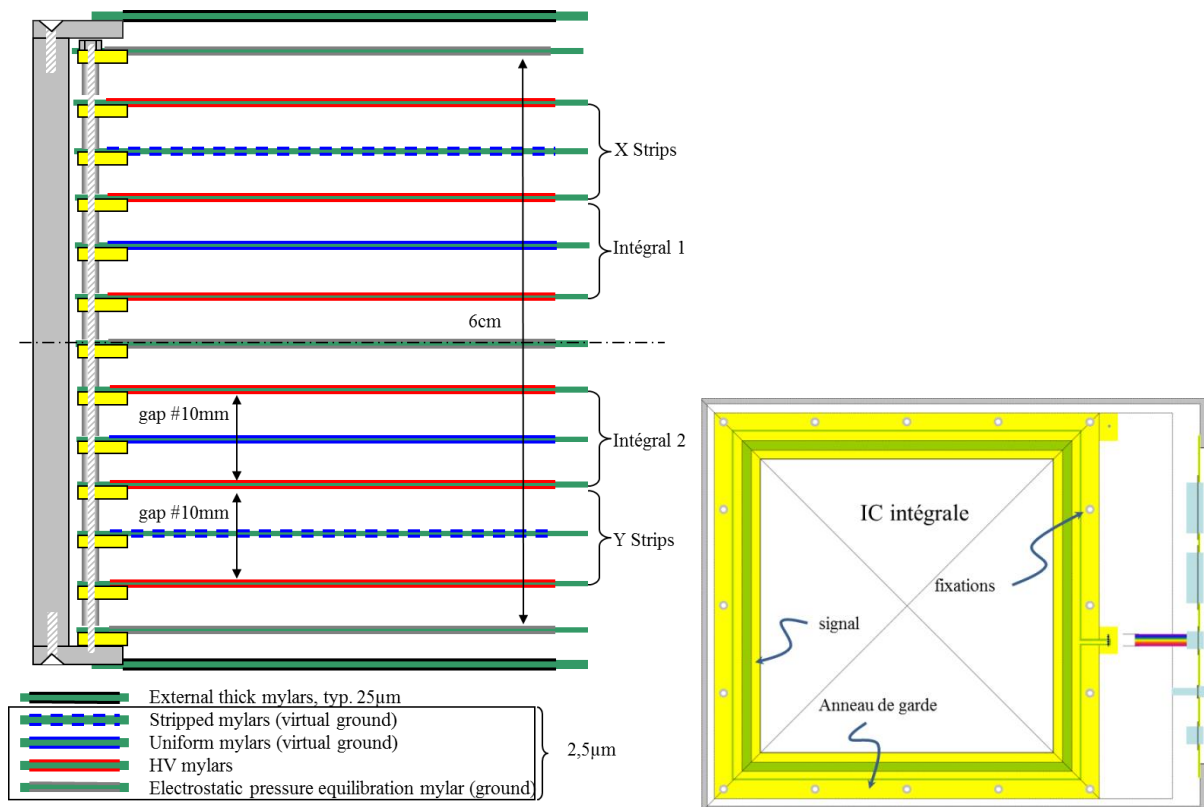 X Strips
Intégral 1
6cm
gap #10mm
Intégral 2
gap #10mm
Y Strips
External thick mylars, typ. 25µm
Stripped mylars (virtual ground)
Uniform mylars (virtual ground)
HV mylars
Electrostatic pressure equilibration mylar (ground)
2,5µm
IC intégrale
fixations
signal
Anneau de garde